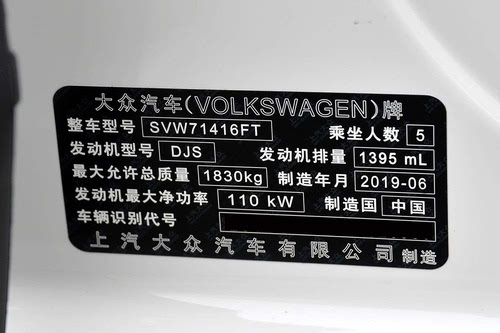 大众汽车(VOLKSWAGEN)牌
整车型号 SVW71416FT 乘坐人数 5
发动机型号 DJS 发动机排量 1395 mL
最大允许总质量 1830kg 制造年月 2019-06
发动机最大净功率 110 kW 制造国 中国
车辆识别代号
上汽大众汽车有限公司 制造